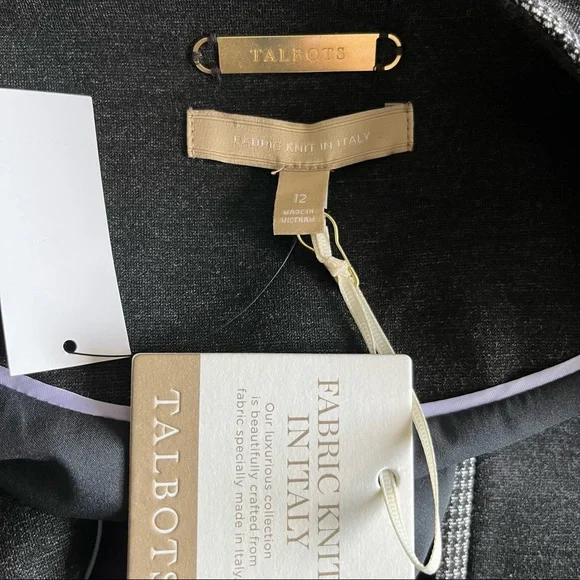 TALBOTS
FABRIC KNIT IN ITALY
12
MADE IN
VIETNAM
TALBOTS
FABRIC KNIT
IN ITALY
Our luxurious collection
is beautifully crafted from
fabric specially made in Italy